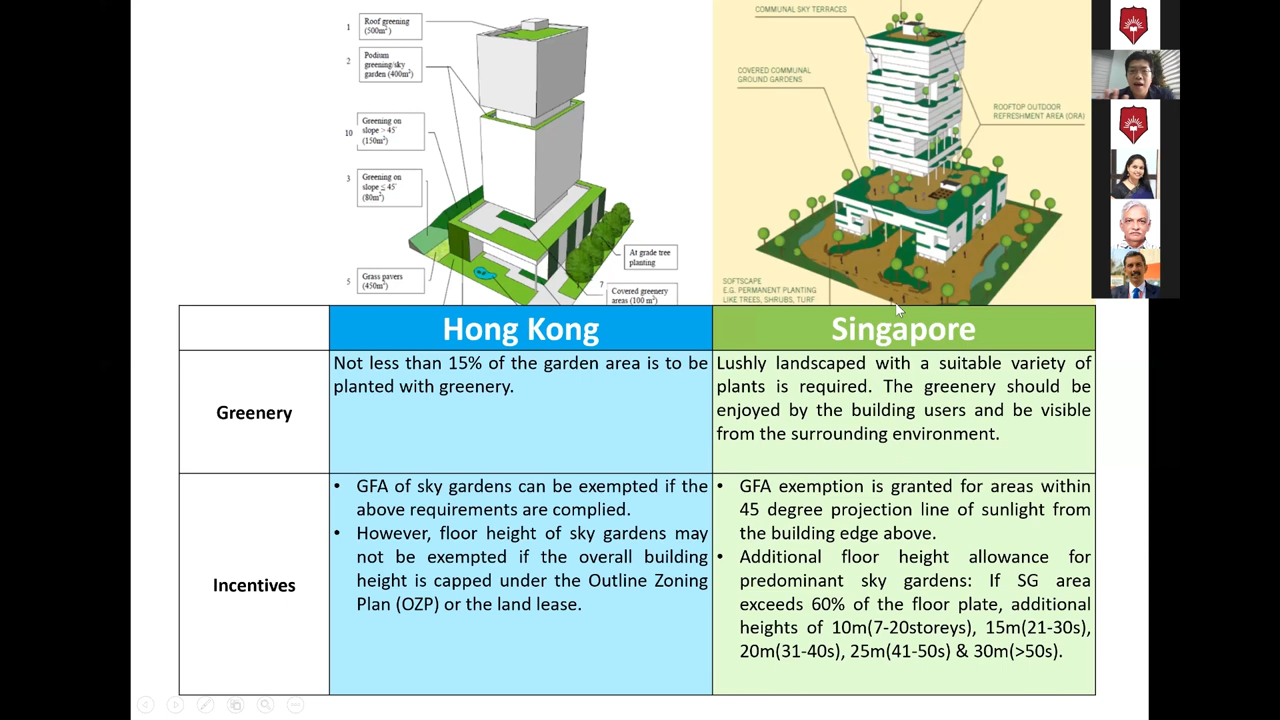 1
Roof greening
(500m²)
2
Podium
greening/sky
garden (400m²)
10
Greening on
slope > 45˚
(150m²)
3
Greening on
slope ≤ 45˚
(80m²)
5
Grass pavers
(450m²)
At grade tree
planting
7
Covered greenery
areas (100 m²)
COMMUNAL SKY TERRACES
COVERED COMMUNAL
GROUND GARDENS
ROOFTOP OUTDOOR
REFRESHMENT AREA (ORA)
SOFTSCAPE
E.G. PERMANENT PLANTING
LIKE TREES, SHRUBS, TURF
Hong Kong
Singapore
Greenery
Not less than 15% of the garden area is to be
planted with greenery.
Lushly landscaped with a suitable variety of
plants is required. The greenery should be
enjoyed by the building users and be visible
from the surrounding environment.
Incentives
• GFA of sky gardens can be exempted if the
above requirements are complied.
• However, floor height of sky gardens may
not be exempted if the overall building
height is capped under the Outline Zoning
Plan (OZP) or the land lease.
• GFA exemption is granted for areas within
45 degree projection line of sunlight from
the building edge above.
• Additional floor height allowance for
predominant sky gardens: If SG area
exceeds 60% of the floor plate, additional
heights of 10m(7-20storeys), 15m(21-30s),
20m(31-40s), 25m(41-50s) & 30m(>50s).